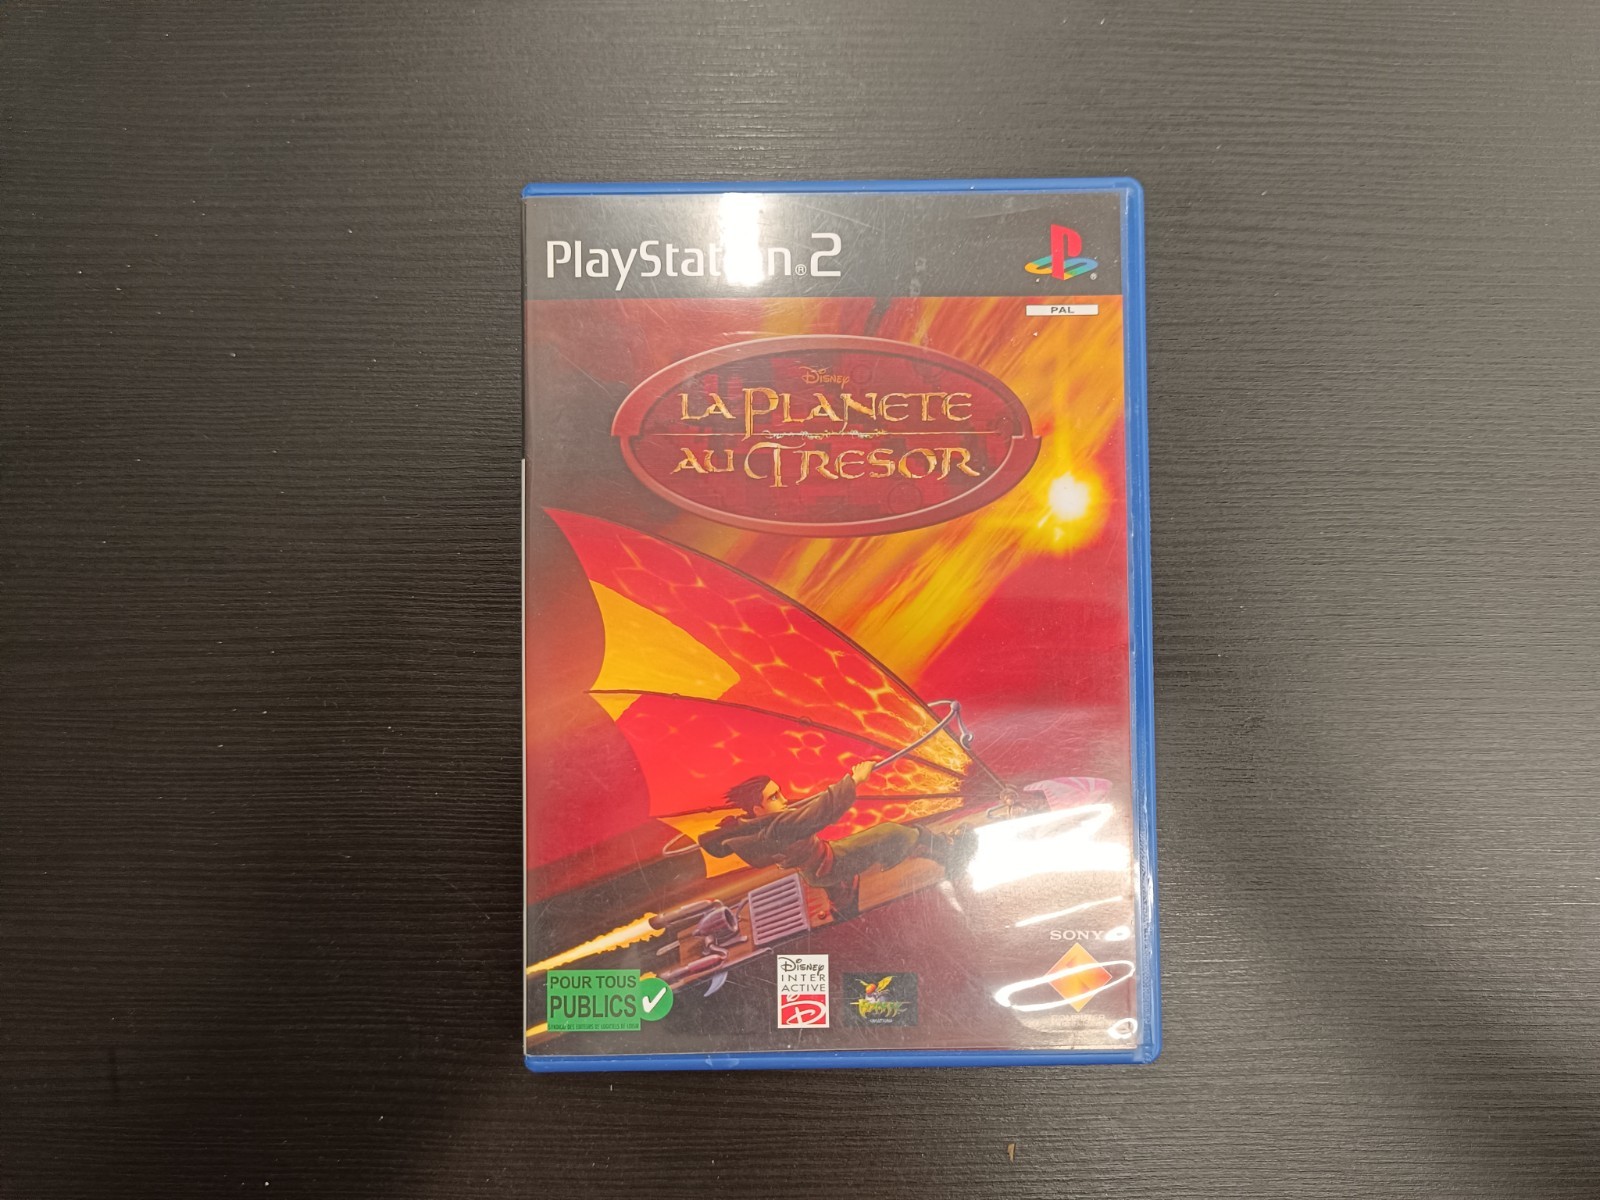 PlayStation®2
PAL
DISNEY
LA PLANETE
AU TRESOR
SONY
POUR TOUS
PUBLICS
DISNEY
INTER
ACTIVE